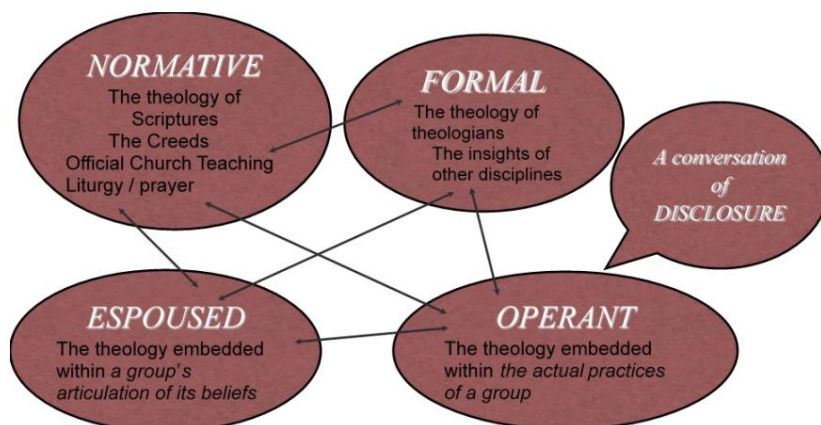 NORMATIVE
The theology of
Scriptures
The Creeds
Official Church Teaching
Liturgy / prayer
FORMAL
The theology of
theologians
The insights of
other disciplines
A conversation
of
DISCLOSURE
ESPOUSED
The theology embedded
within a group's
articulation of its beliefs
OPERANT
The theology embedded
within the actual practices
of a group